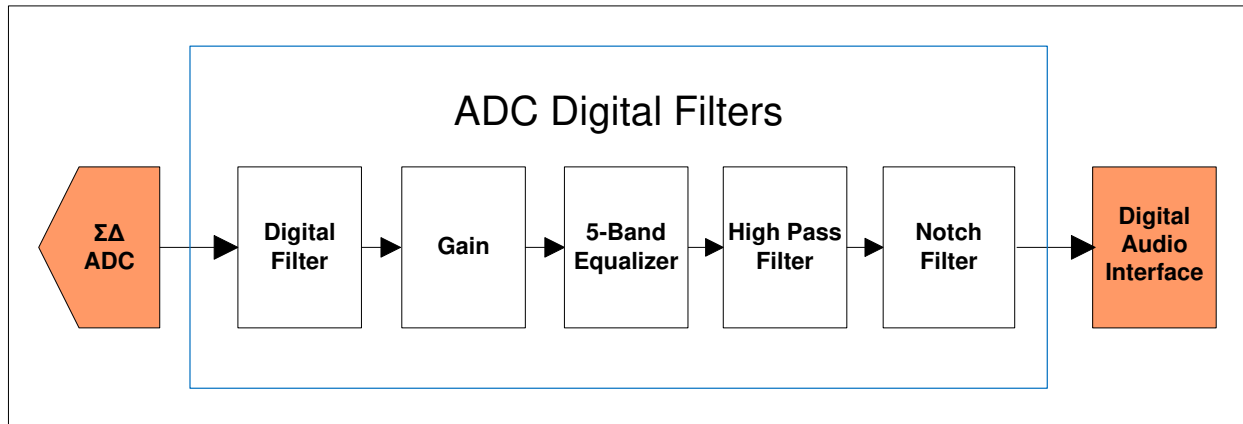 ADC Digital Filters
ΣΔ
ADC
Digital
Filter
Gain
5-Band
Equalizer
High Pass
Filter
Notch
Filter
Digital
Audio
Interface